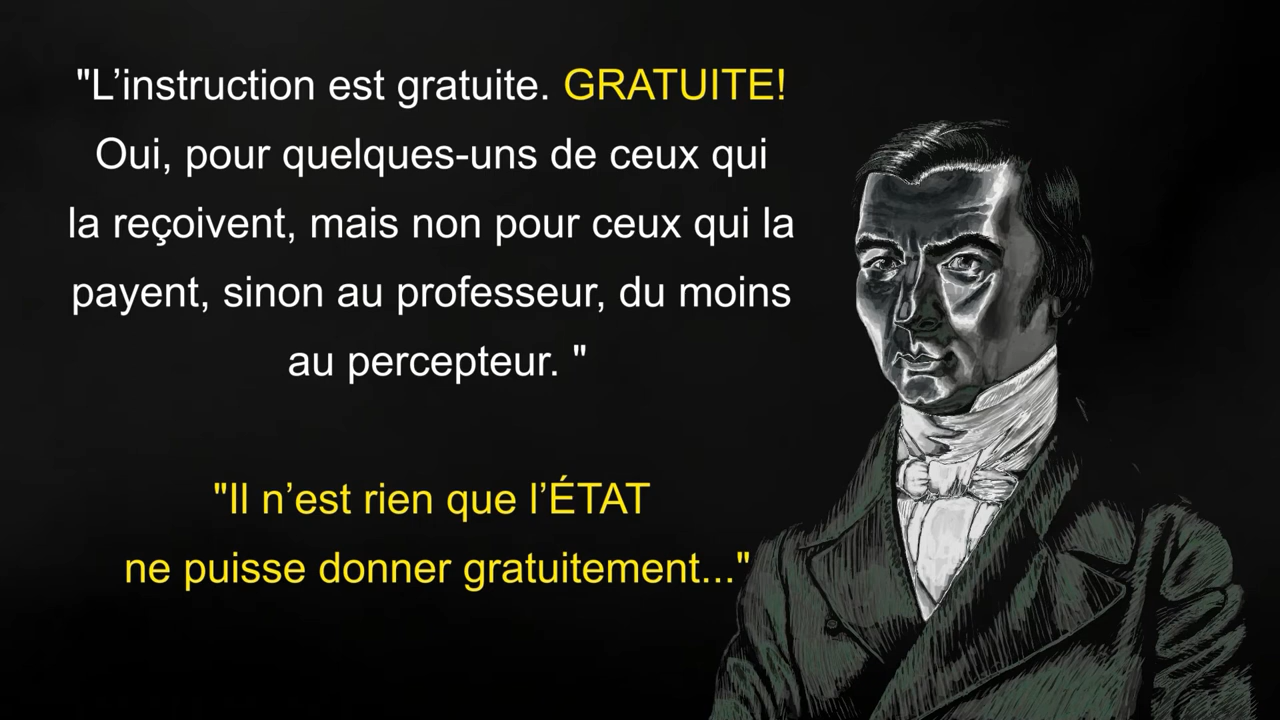 "L’instruction est gratuite. GRATUITE!
Oui, pour quelques-uns de ceux qui
la reçoivent, mais non pour ceux qui la
payent, sinon au professeur, du moins
au percepteur. "
"Il n’est rien que l’ÉTAT
ne puisse donner gratuitement..."